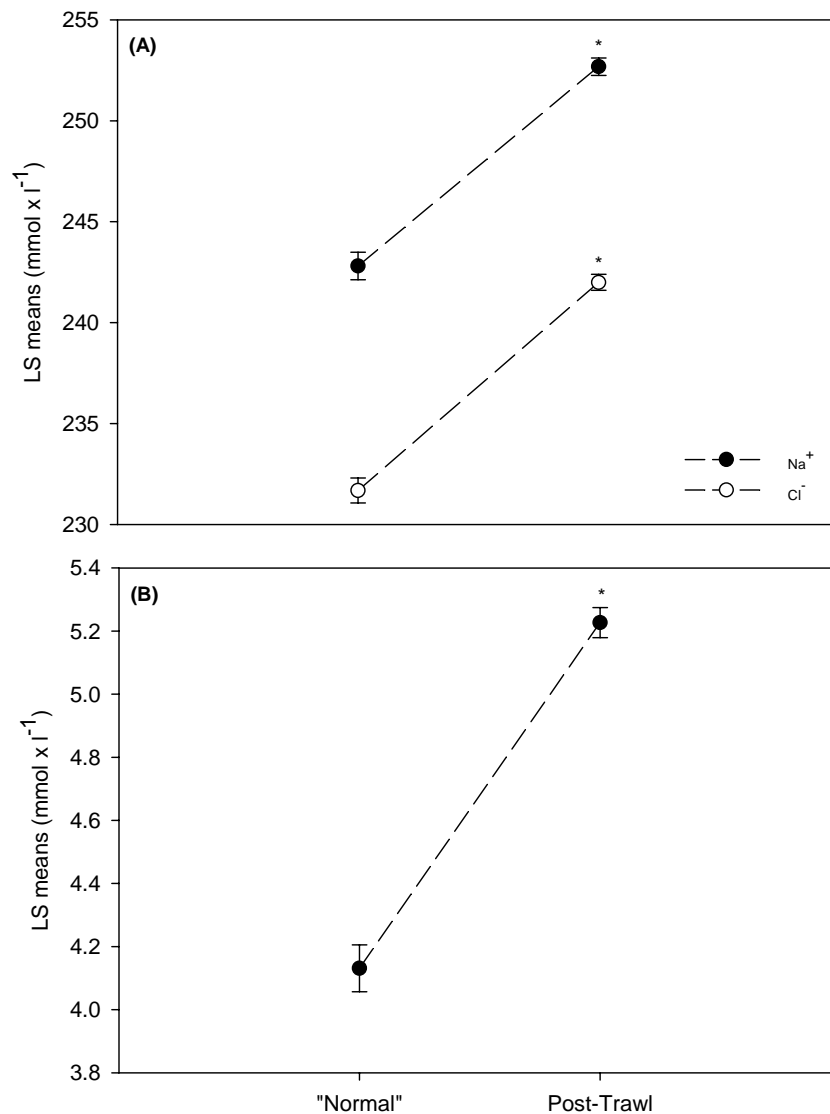 (A)
255
250
245
240
235
230
LS means (mmol x l⁻¹)
*
*
Na⁺
Cl⁻
(B)
5.4
5.2
5.0
4.8
4.6
4.4
4.2
4.0
3.8
LS means (mmol x l⁻¹)
*
"Normal" Post-Trawl